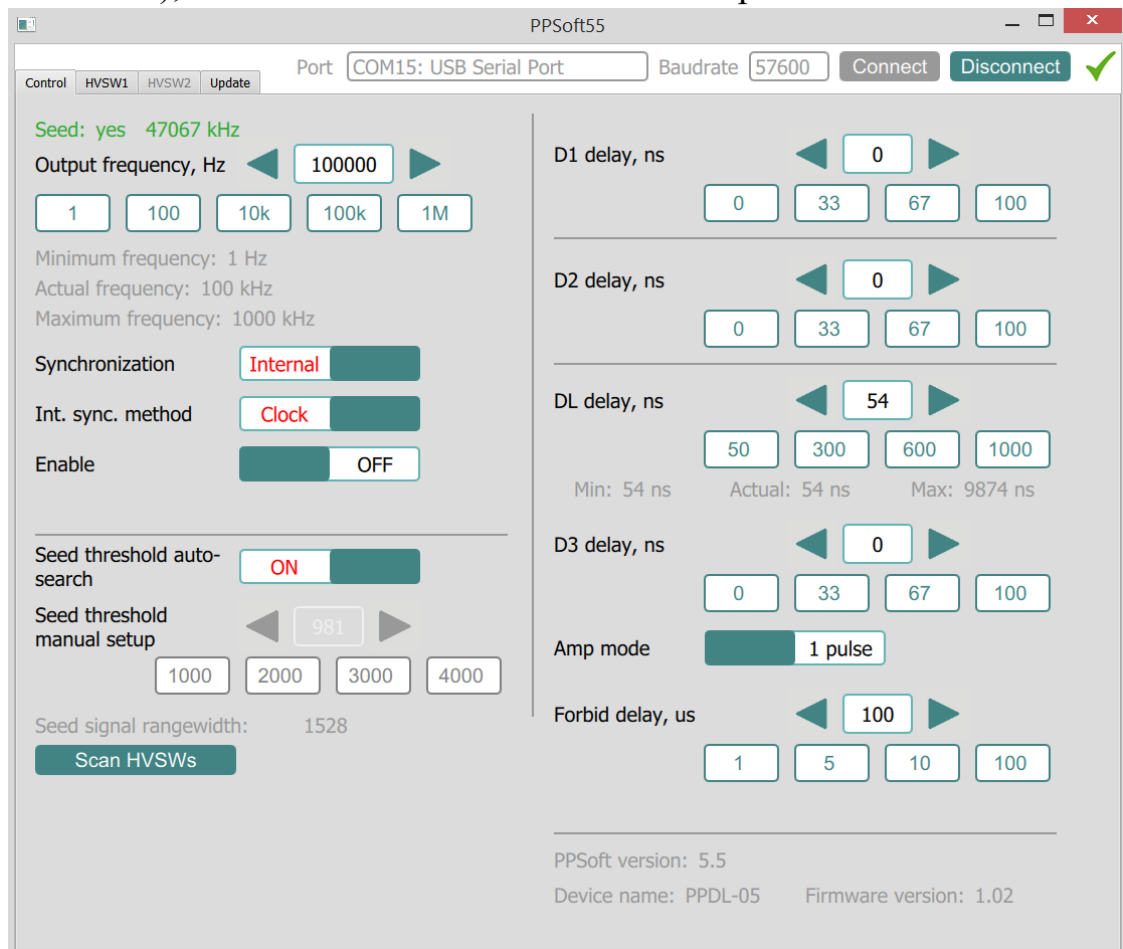 PPSoft55
Port COM15: USB Serial Port Baudrate 57600 Connect Disconnect
Control HVSW1 HVSW2 Update
Seed: yes 47067 kHz
Output frequency, Hz 100000
1 100 10k 100k 1M
Minimum frequency: 1 Hz
Actual frequency: 100 kHz
Maximum frequency: 1000 kHz
Synchronization Internal
Int. sync. method Clock
Enable OFF
Seed threshold auto-
search
ON
Seed threshold
manual setup
981
1000 2000 3000 4000
Seed signal rangewidth: 1528
Scan HVSWs
D1 delay, ns 0
0 33 67 100
D2 delay, ns 0
0 33 67 100
DL delay, ns 54
50 300 600 1000
Min: 54 ns Actual: 54 ns Max: 9874 ns
D3 delay, ns 0
0 33 67 100
Amp mode 1 pulse
Forbid delay, us 100
1 5 10 100
PPSoft version: 5.5
Device name: PPDL-05 Firmware version: 1.02